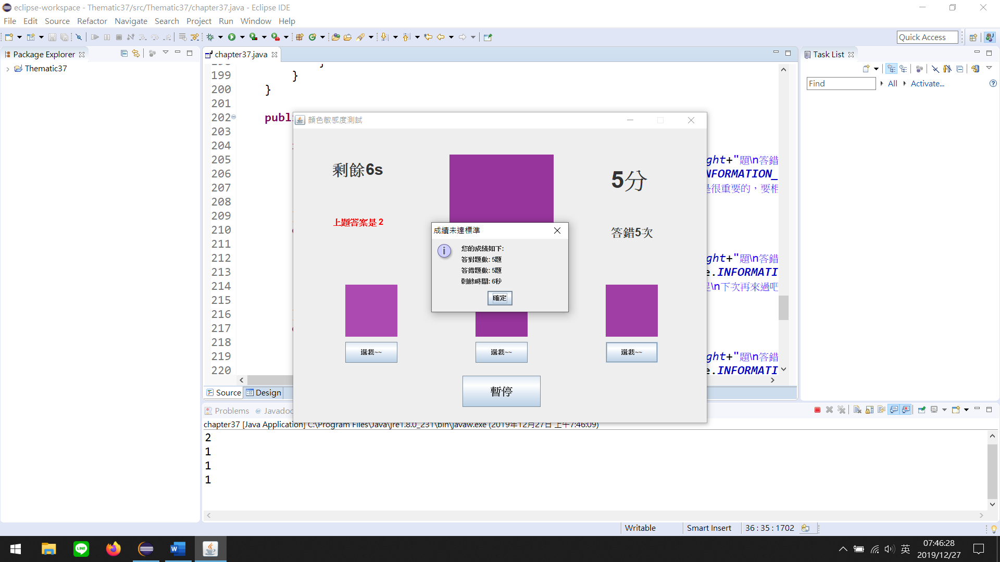 eclipse-workspace - Thematic37/src/Thematic37/chapter37.java - Eclipse IDE
File Edit Source Refactor Navigate Search Project Run Window Help
Quick Access
Package Explorer
Thematic37
chapter37.java
199 }
200 }
201
202 publ
203
204
205 ght+"題\n答錯
206 NFORMATION_
207 是很重要的，要相
208
209
210
211
212 ght+"題\n答錯
213 e.INFORMATI
214 \n下次再來過吧
215
216
217
218
219 ght+"題\n答錯
220 e.INFORMATI
Source Design
顏色敏感度測試
剩餘6s
5分
上題答案是 2
答錯5次
成績未達標準
您的成績如下:
答對題數: 5題
答錯題數: 5題
剩餘時間: 6秒
確定
選我~~
選我~~
選我~~
暫停
Task List
Find
All
Activate...
Problems @ Javadoc
chapter37 [Java Application] C:\Program Files\Java\jre1.8.0_231\bin\javaw.exe (2019年12月27日 上午7:46:09)
2
1
1
1
Writable Smart Insert 36 : 35 : 1702
LINE
W
英
07:46:28
2019/12/27